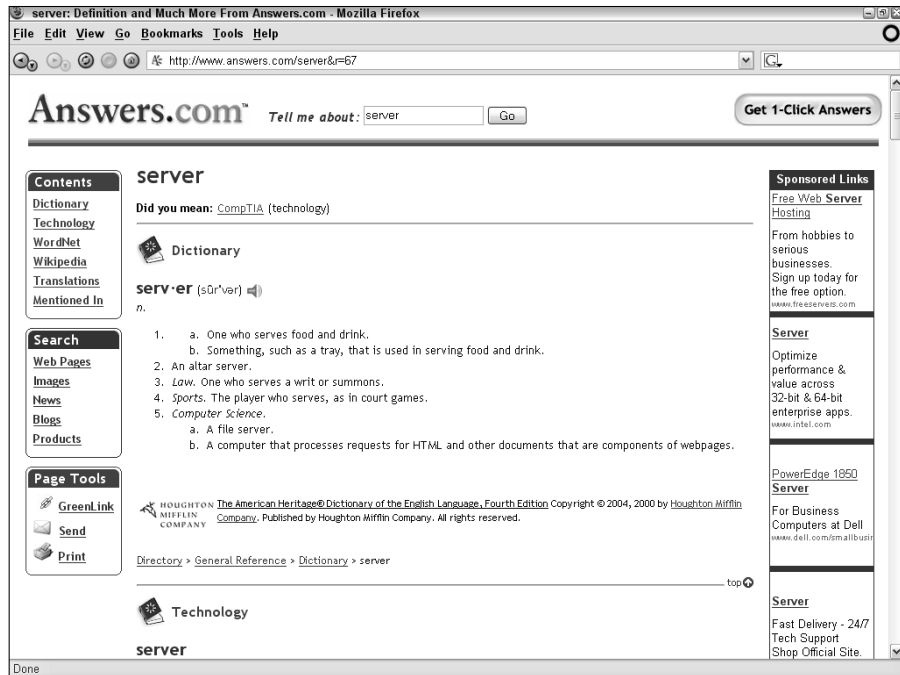 server: Definition and Much More From Answers.com - Mozilla Firefox
File Edit View Go Bookmarks Tools Help
http://www.answers.com/server&r=67
G
Answers.com™ Tell me about: server Go Get 1-Click Answers
Contents
Dictionary
Technology
WordNet
Wikipedia
Translations
Mentioned In
Search
Web Pages
Images
News
Blogs
Products
Page Tools
GreenLink
Send
Print
server
Did you mean: CompTIA (technology)
Dictionary
serv·er (sûr'vər)
n.
1. a. One who serves food and drink.
b. Something, such as a tray, that is used in serving food and drink.
2. An altar server.
3. Law. One who serves a writ or summons.
4. Sports. The player who serves, as in court games.
5. Computer Science.
a. A file server.
b. A computer that processes requests for HTML and other documents that are components of webpages.
HOUGHTON
MIFFLIN
COMPANY
The American Heritage® Dictionary of the English Language, Fourth Edition Copyright © 2004, 2000 by Houghton Mifflin
Company. Published by Houghton Mifflin Company. All rights reserved.
Directory > General Reference > Dictionary > server
top
Technology
server
Sponsored Links
Free Web Server
Hosting
From hobbies to
serious
businesses.
Sign up today for
the free option.
www.freeservers.com
Server
Optimize
performance &
value across
32-bit & 64-bit
enterprise apps.
www.intel.com
PowerEdge 1850
Server
For Business
Computers at Dell
www.dell.com/smallbusin
Server
Fast Delivery - 24/7
Tech Support
Shop Official Site.
Done